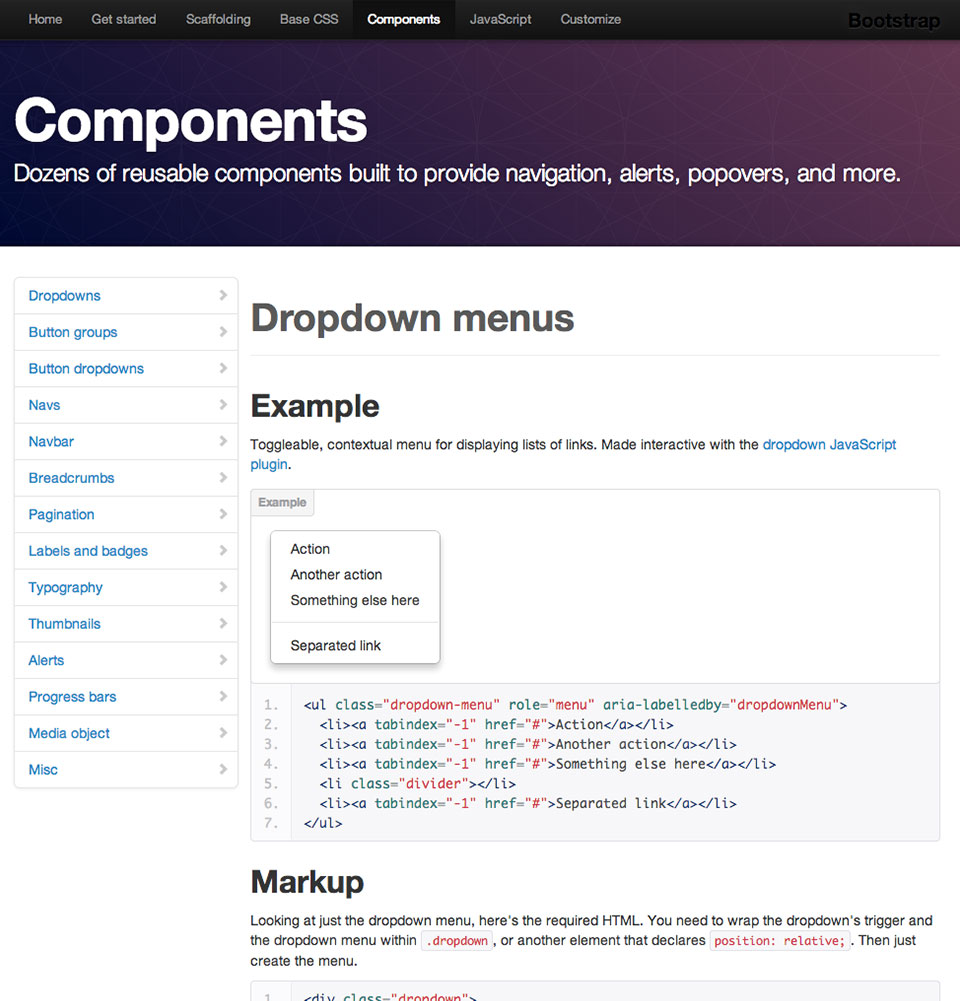 Home Get started Scaffolding Base CSS Components JavaScript Customize Bootstrap
Components
Dozens of reusable components built to provide navigation, alerts, popovers, and more.
Dropdowns
Button groups
Button dropdowns
Navs
Navbar
Breadcrumbs
Pagination
Labels and badges
Typography
Thumbnails
Alerts
Progress bars
Media object
Misc
Dropdown menus
Example
Toggleable, contextual menu for displaying lists of links. Made interactive with the dropdown JavaScript
plugin.
Example
Action
Another action
Something else here
Separated link
1. <ul class="dropdown-menu" role="menu" aria-labelledby="dropdownMenu">
2. <li><a tabindex="-1" href="#">Action</a></li>
3. <li><a tabindex="-1" href="#">Another action</a></li>
4. <li><a tabindex="-1" href="#">Something else here</a></li>
5. <li class="divider"></li>
6. <li><a tabindex="-1" href="#">Separated link</a></li>
7. </ul>
Markup
Looking at just the dropdown menu, here's the required HTML. You need to wrap the dropdown's trigger and
the dropdown menu within .dropdown, or another element that declares position: relative;. Then just
create the menu.
1. <div class="dropdown">